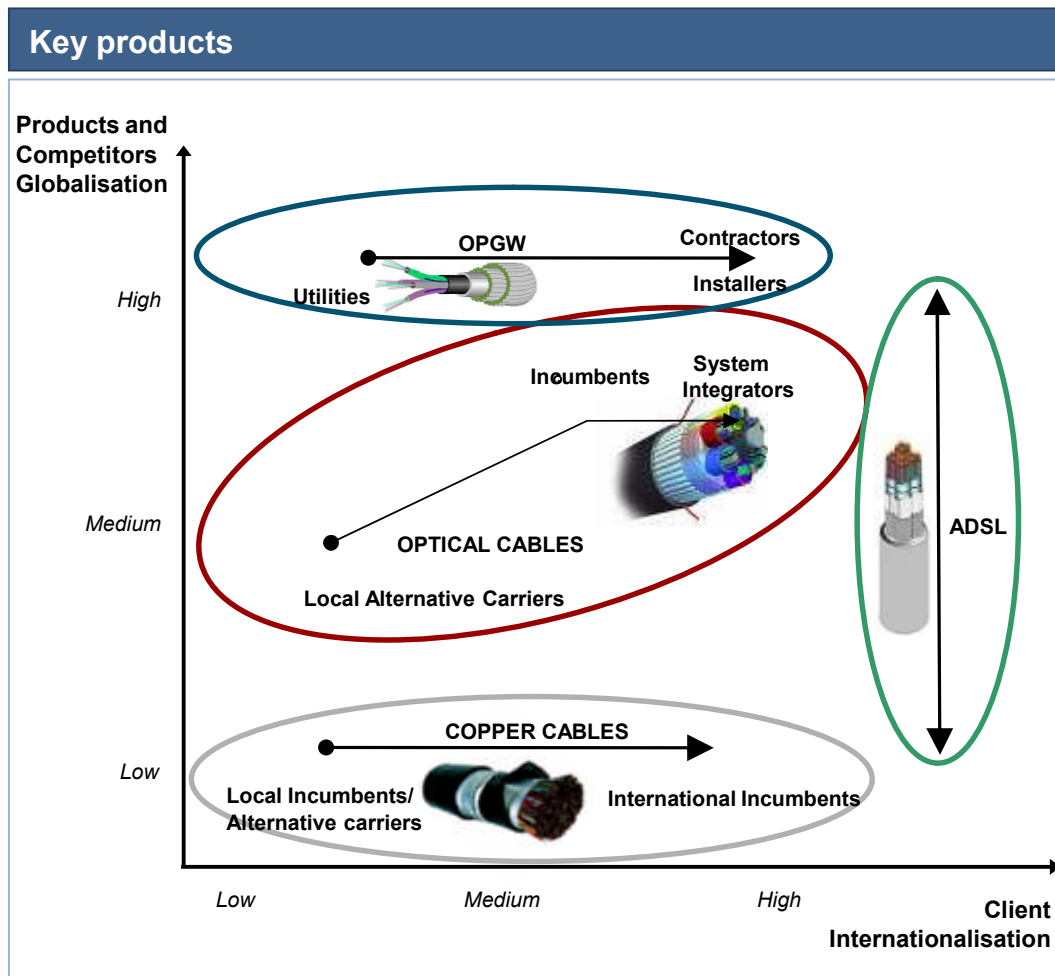 Key products
Products and
Competitors
Globalisation
OPGW
Contractors
Utilities
Installers
High
Incumbents
System
Integrators
Medium
OPTICAL CABLES
ADSL
Local Alternative Carriers
COPPER CABLES
Low
Local Incumbents/
Alternative carriers
International Incumbents
Low
Medium
High
Client
Internationalisation